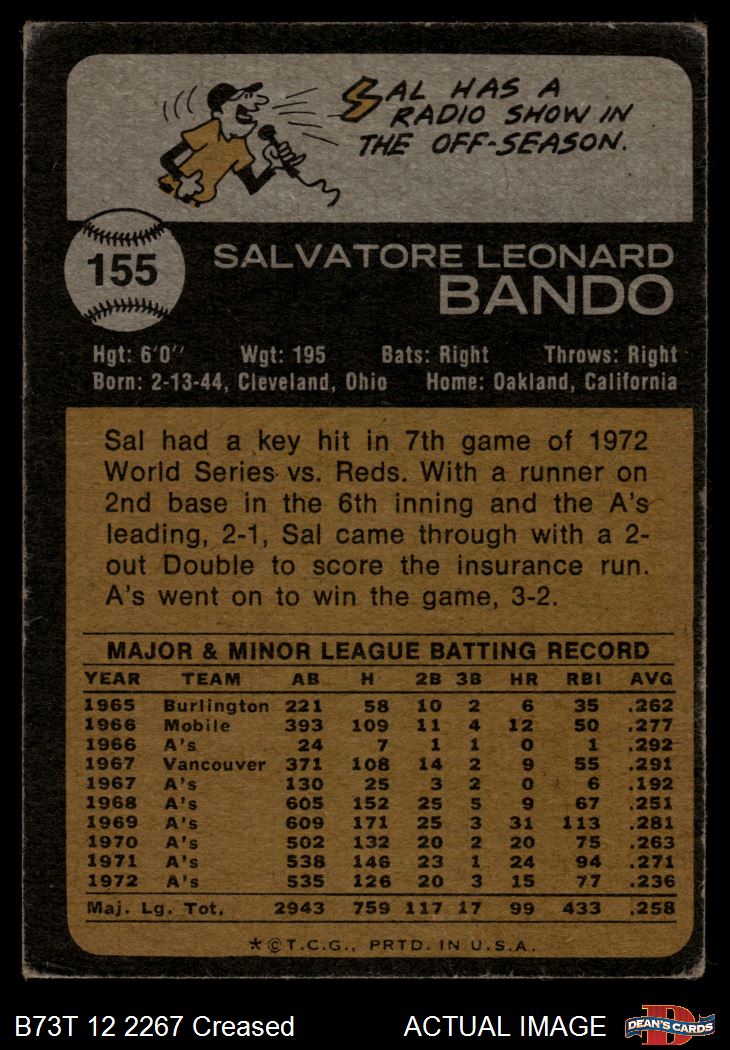 SAL HAS A
RADIO SHOW IN
THE OFF-SEASON.
155
SALVATORE LEONARD
BANDO
Hgt: 6'0" Wgt: 195 Bats: Right Throws: Right
Born: 2-13-44, Cleveland, Ohio Home: Oakland, California
Sal had a key hit in 7th game of 1972
World Series vs. Reds. With a runner on
2nd base in the 6th inning and the A's
leading, 2-1, Sal came through with a 2-
out Double to score the insurance run.
A's went on to win the game, 3-2.
MAJOR & MINOR LEAGUE BATTING RECORD
YEAR TEAM AB H 2B 3B HR RBI AVG
1965 Burlington 221 58 10 2 6 35 .262
1966 Mobile 393 109 11 4 12 50 .277
1966 A's 24 7 1 1 0 1 .292
1967 Vancouver 371 108 14 2 9 55 .291
1967 A's 130 25 3 2 0 6 .192
1968 A's 605 152 25 5 9 67 .251
1969 A's 609 171 25 3 31 113 .281
1970 A's 502 132 20 2 20 75 .263
1971 A's 538 146 23 1 24 94 .271
1972 A's 535 126 20 3 15 77 .236
Maj. Lg. Tot. 2943 759 117 17 99 433 .258
*©T.C.G., PRTD. IN U.S.A.
B73T 12 2267 Creased ACTUAL IMAGE
D
DEAN'S CARDS